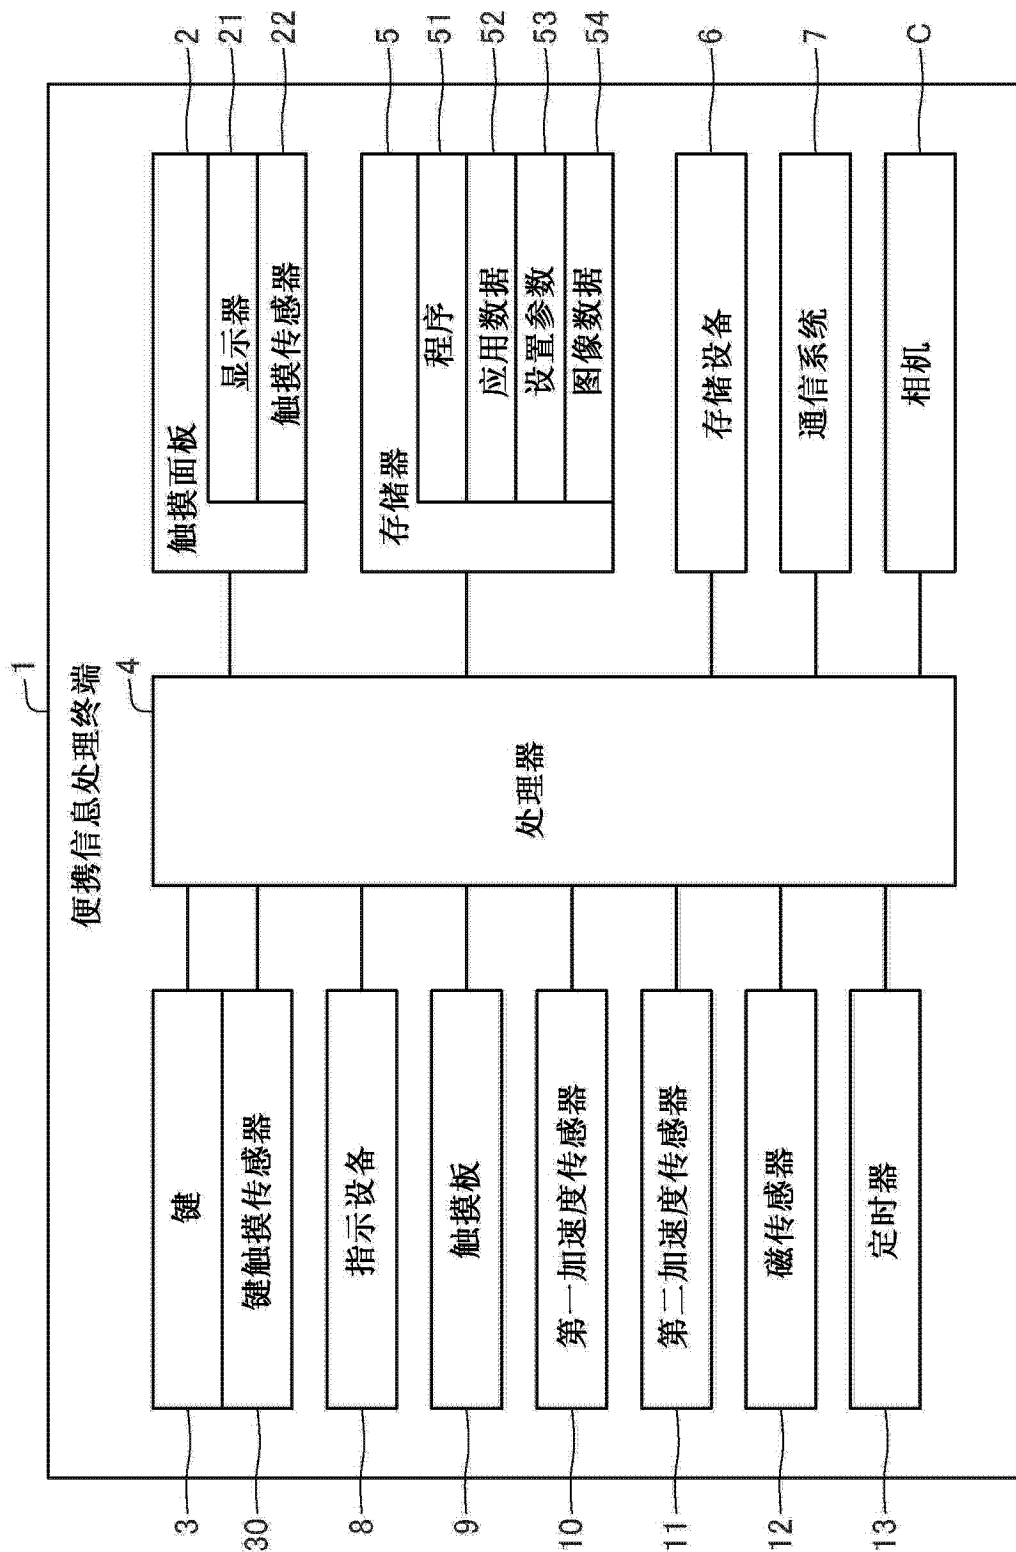 1
便携信息处理终端
3
键
30
键触摸传感器
8
指示设备
9
触摸板
10
第一加速度传感器
11
第二加速度传感器
12
磁传感器
13
定时器
4
处理器
触摸面板
2
显示器
21
触摸传感器
22
存储器
5
程序
51
应用数据
52
设置参数
53
图像数据
54
存储设备
6
通信系统
7
相机
C